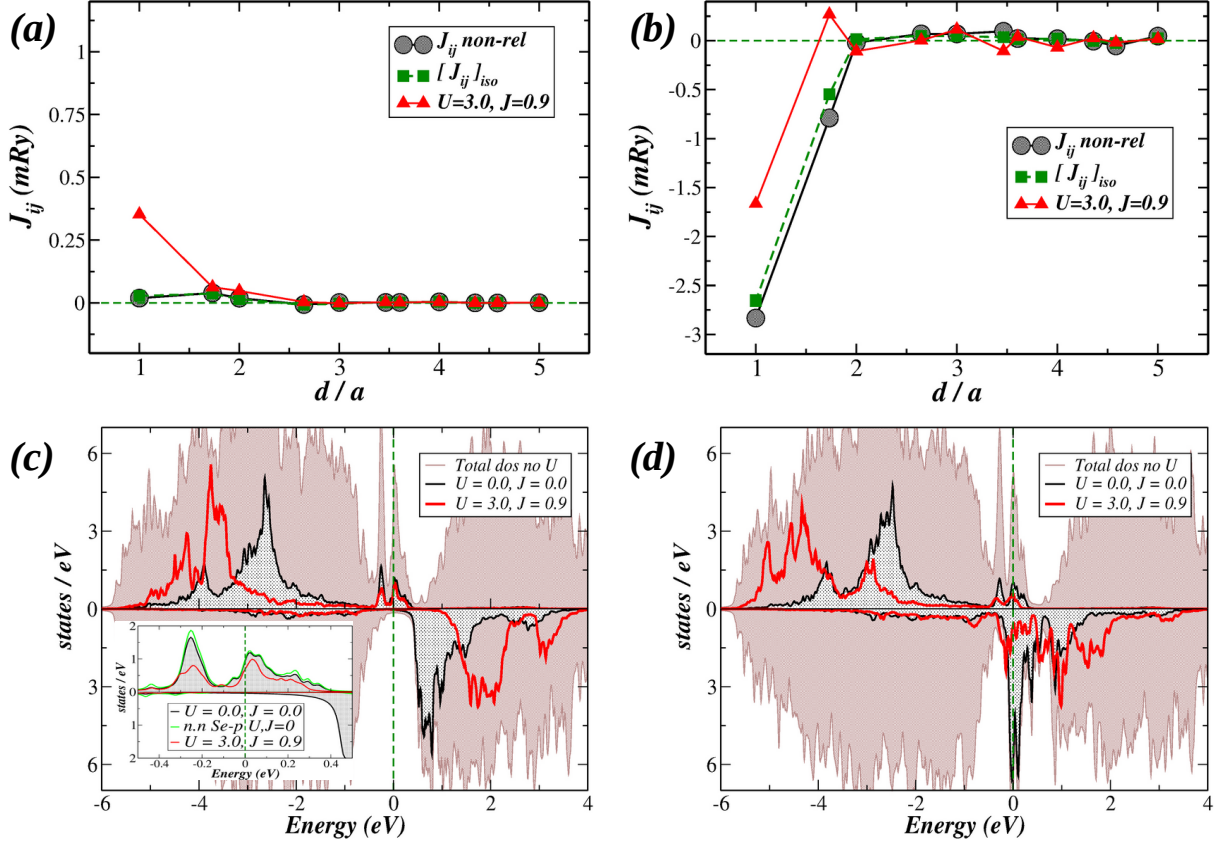 (a)
J_ij non-rel
[ J_ij ]_iso
U=3.0, J=0.9
J_ij (mRy)
1
0.75
0.5
0.25
0
1 2 3 4 5
d / a
(b)
J_ij non-rel
[ J_ij ]_iso
U=3.0, J=0.9
J_ij (mRy)
0
-0.5
-1
-1.5
-2
-2.5
-3
1 2 3 4 5
d / a
(c)
Total dos no U
U = 0.0, J = 0.0
U = 3.0, J = 0.9
states / eV
6
3
0
3
6
-6 -4 -2 0 2 4
Energy (eV)
states / eV
2
1
0
1
2
U = 0.0, J = 0.0
n.n Se-p U,J=0
U = 3.0, J = 0.9
-0.4 -0.2 0 0.2 0.4
Energy (eV)
(d)
Total dos no U
U = 0.0, J = 0.0
U = 3.0, J = 0.9
states / eV
6
3
0
3
6
-6 -4 -2 0 2 4
Energy (eV)